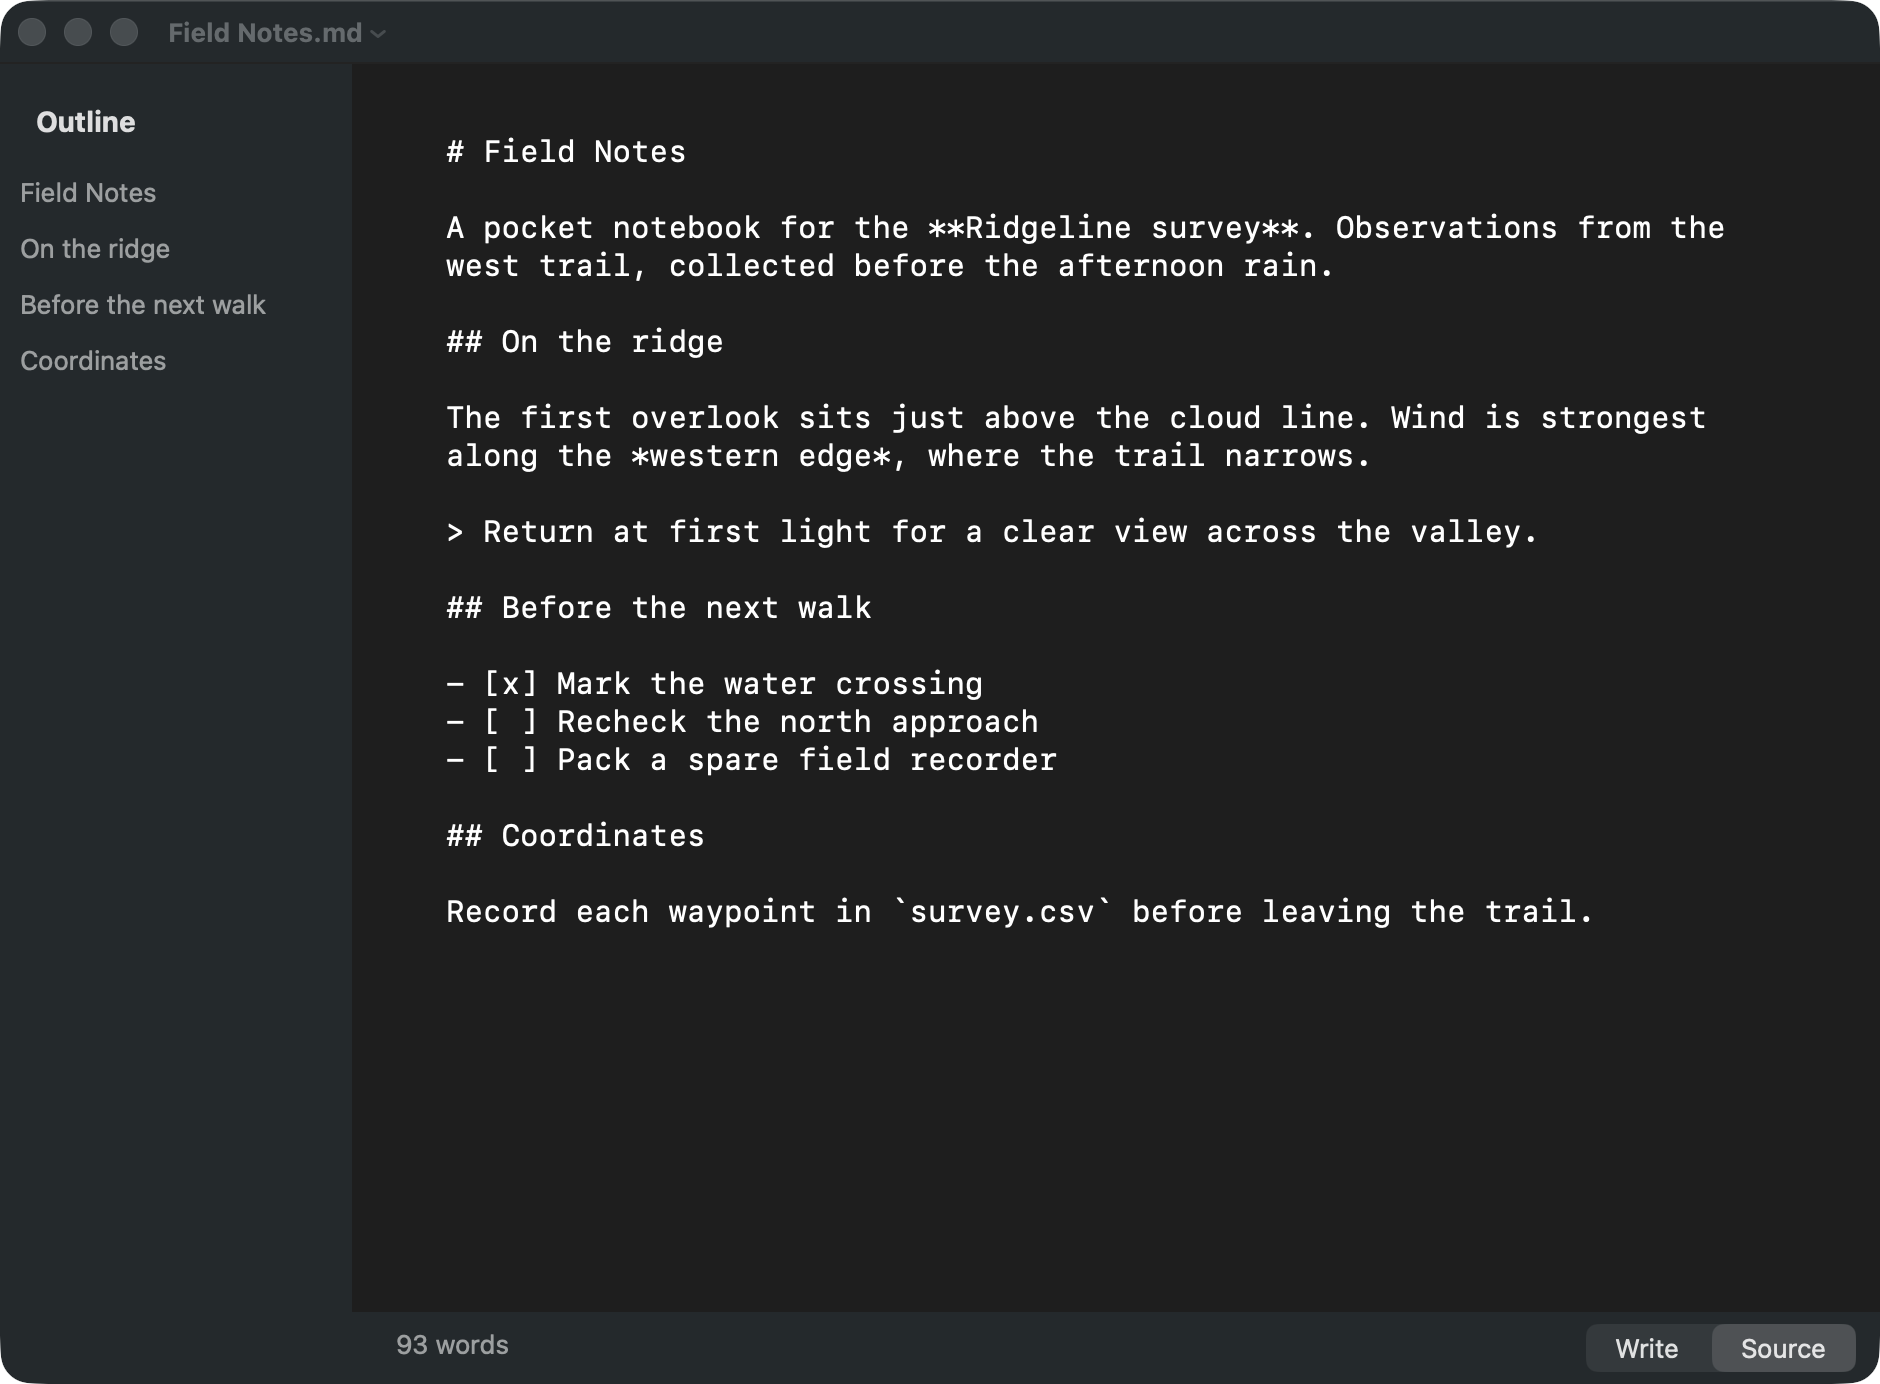 Field Notes.md
Outline
Field Notes
On the ridge
Before the next walk
Coordinates
# Field Notes
A pocket notebook for the **Ridgeline survey**. Observations from the
west trail, collected before the afternoon rain.
## On the ridge
The first overlook sits just above the cloud line. Wind is strongest
along the *western edge*, where the trail narrows.
> Return at first light for a clear view across the valley.
## Before the next walk
- [x] Mark the water crossing
- [ ] Recheck the north approach
- [ ] Pack a spare field recorder
## Coordinates
Record each waypoint in `survey.csv` before leaving the trail.
93 words
Write
Source